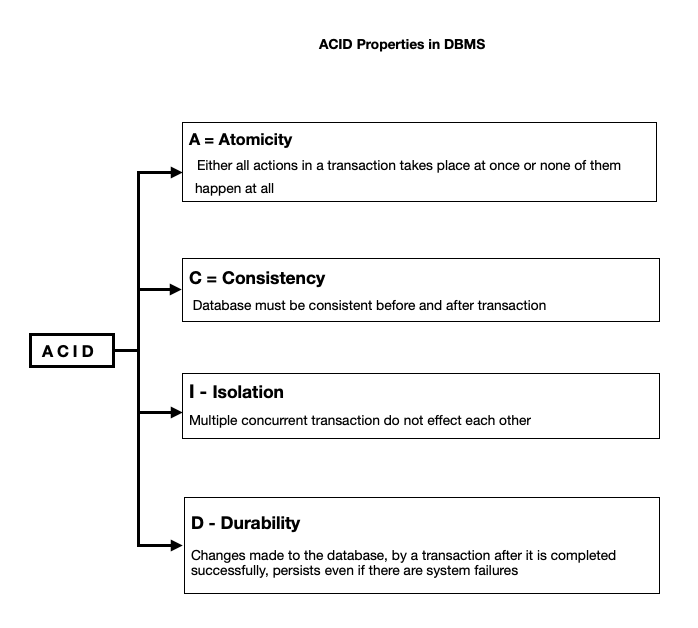 ACID Properties in DBMS
A = Atomicity
Either all actions in a transaction takes place at once or none of them
happen at all
C = Consistency
Database must be consistent before and after transaction
A C I D
I - Isolation
Multiple concurrent transaction do not effect each other
D - Durability
Changes made to the database, by a transaction after it is completed
successfully, persists even if there are system failures